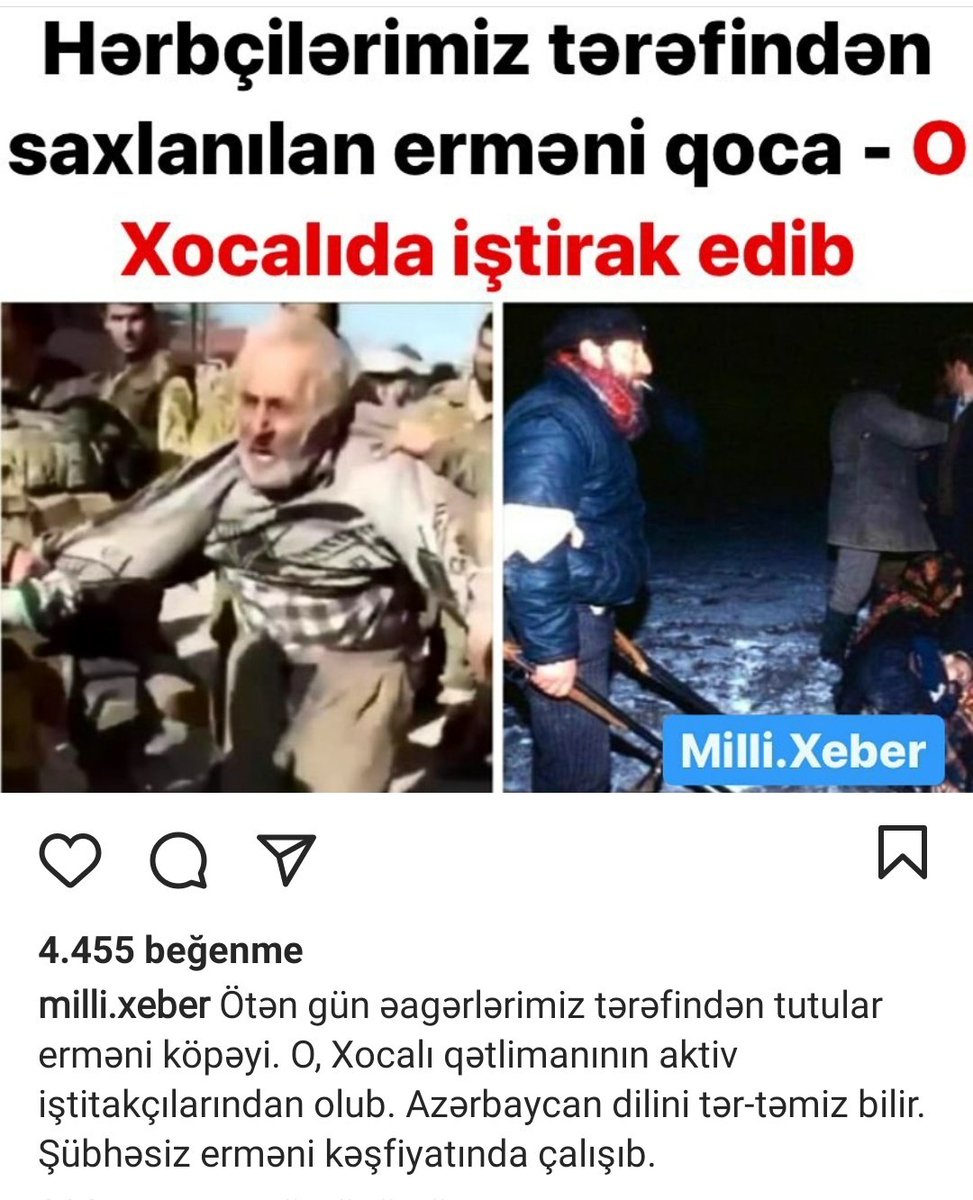 Hərbçilərimiz tərəfindən
saxlanılan erməni qoca - O
Xocalıda iştirak edib
Milli.Xeber
4.455 beğenme
milli.xeber Ötən gün əagərlərimiz tərəfindən tutular
erməni köpəyi. O, Xocalı qətlimanının aktiv
iştitakçılarından olub. Azərbaycan dilini tər-təmiz bilir.
Şübhəsiz erməni kəşfiyatında çalışıb.